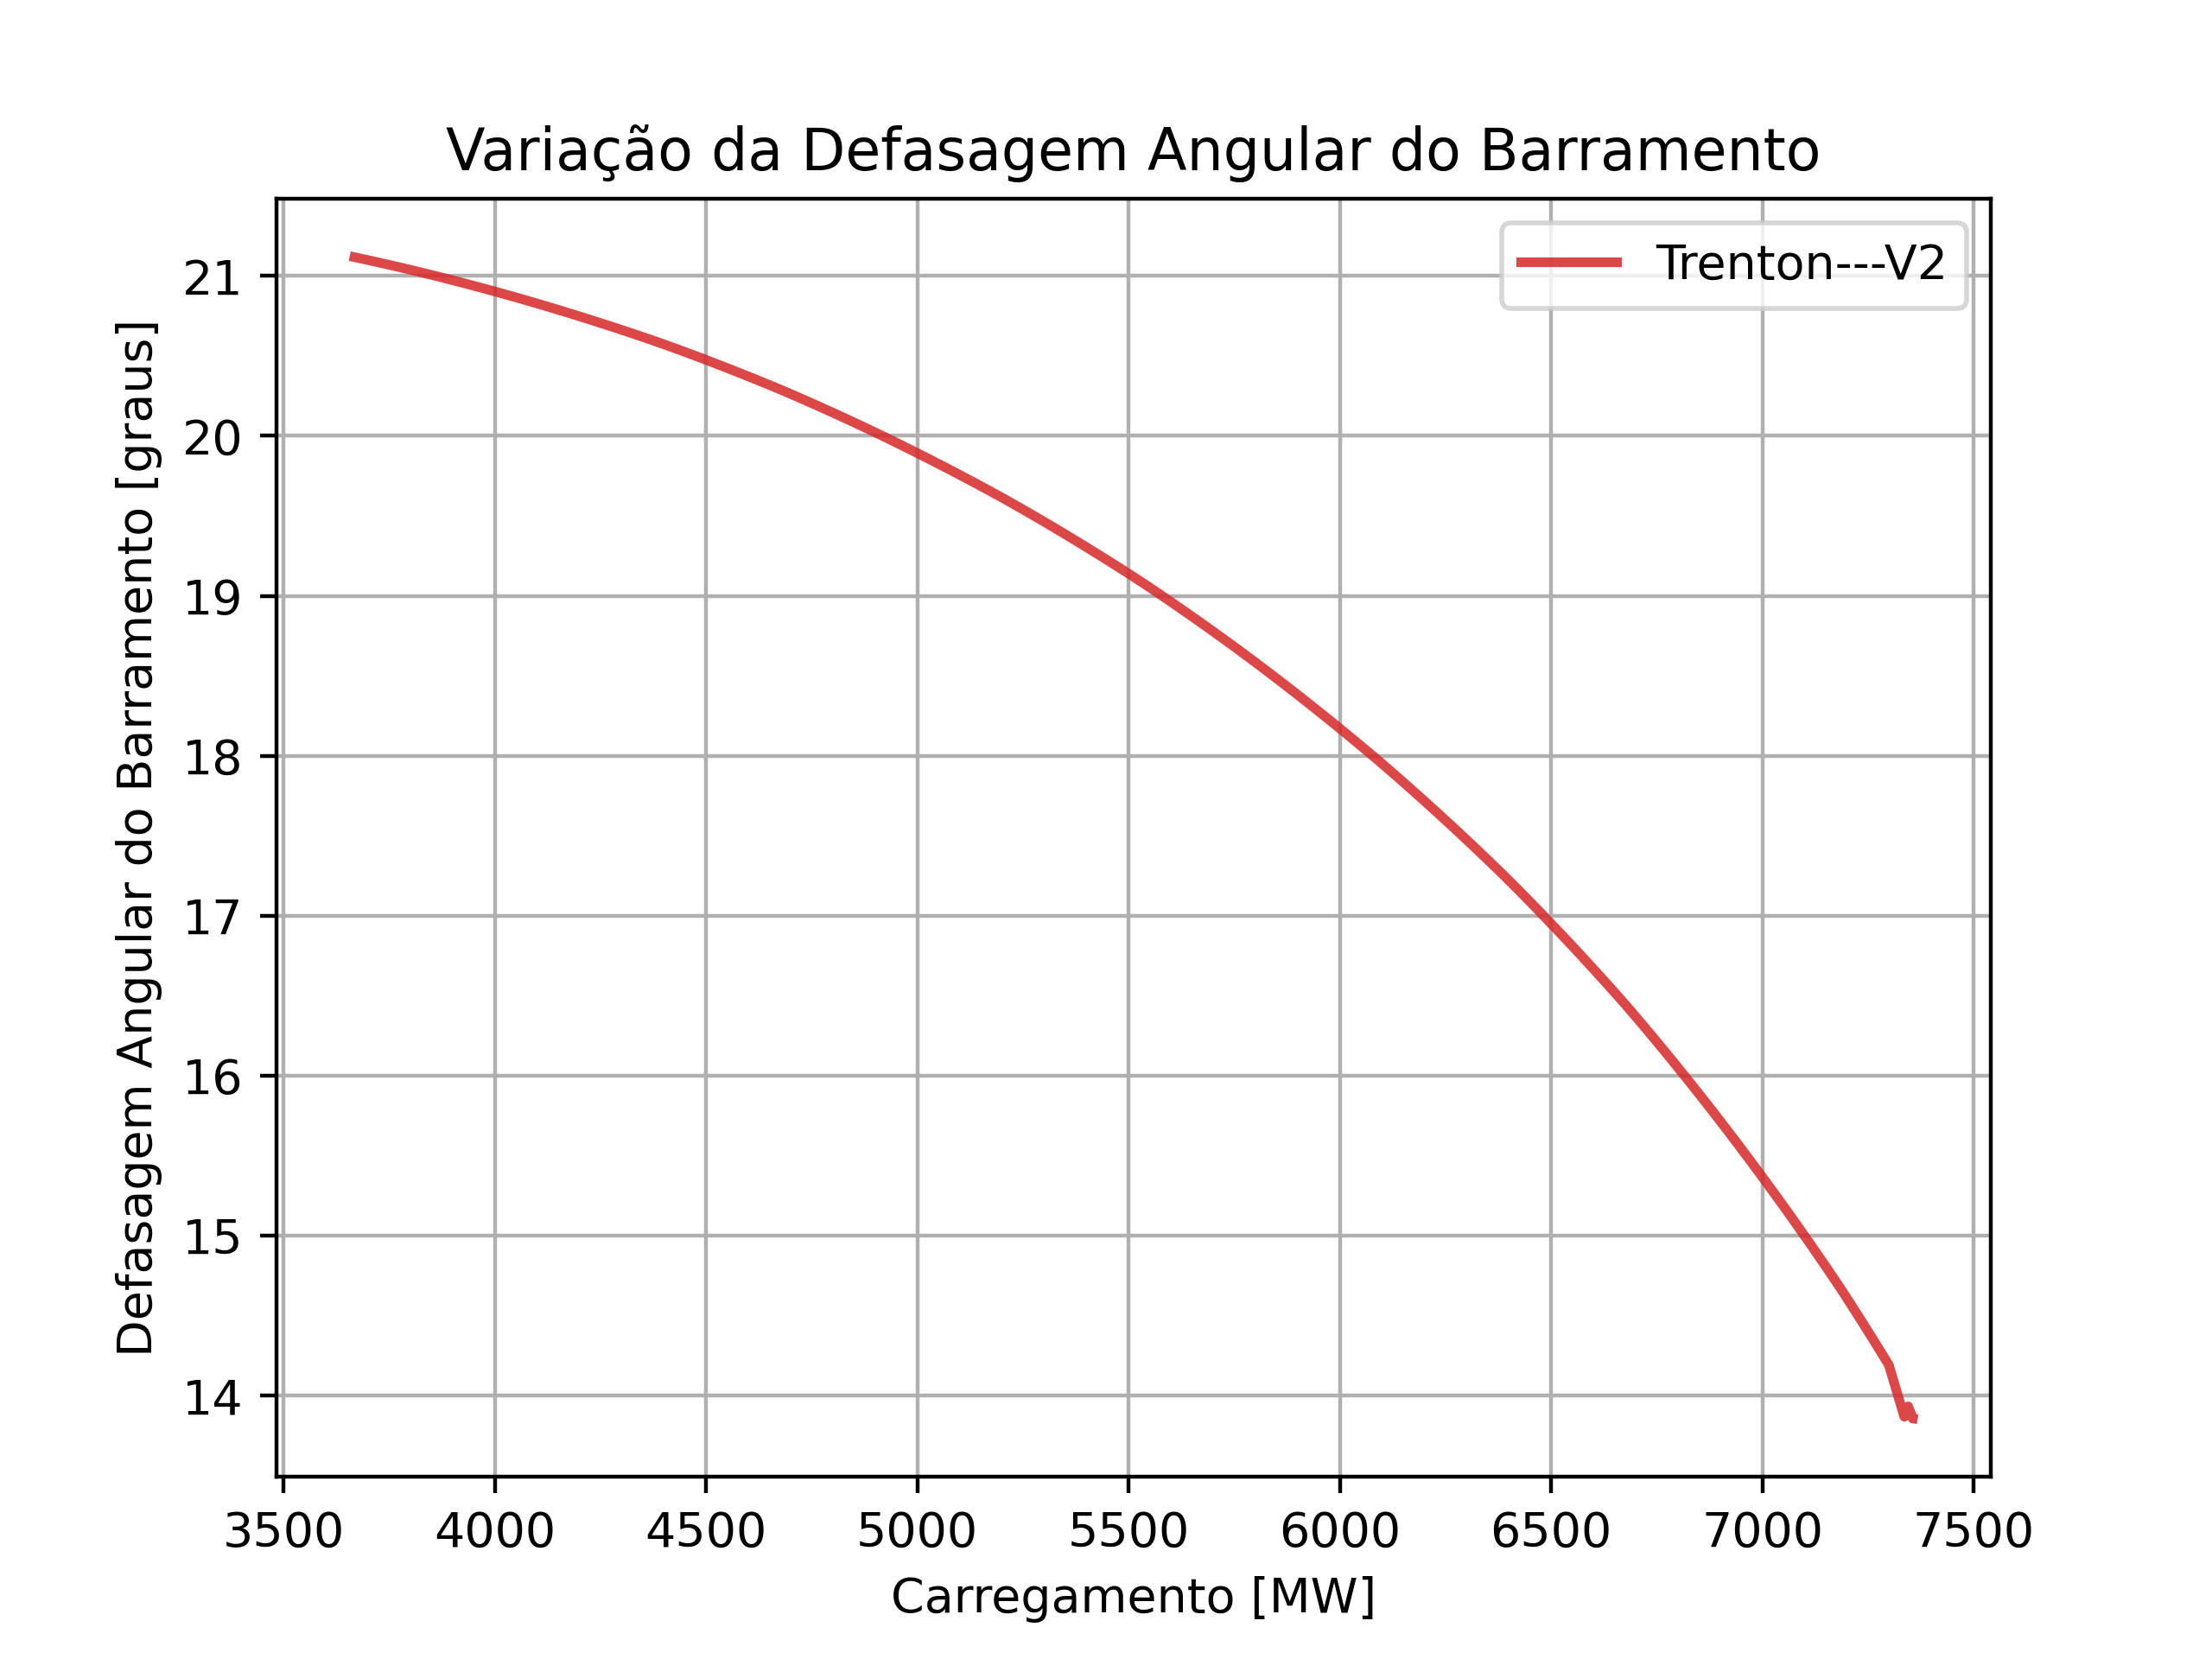 Variação da Defasagem Angular do Barramento
Trenton---V2
Defasagem Angular do Barramento [graus]
21
20
19
18
17
16
15
14
3500 4000 4500 5000 5500 6000 6500 7000 7500
Carregamento [MW]